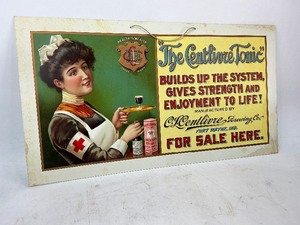 "The Centlivre Tonic"
BUILDS UP THE SYSTEM,
GIVES STRENGTH AND
ENJOYMENT TO LIFE!
MANUFACTURED BY
C.L. Centlivre Brewing Co.
FORT WAYNE, IND.
FOR SALE HERE.